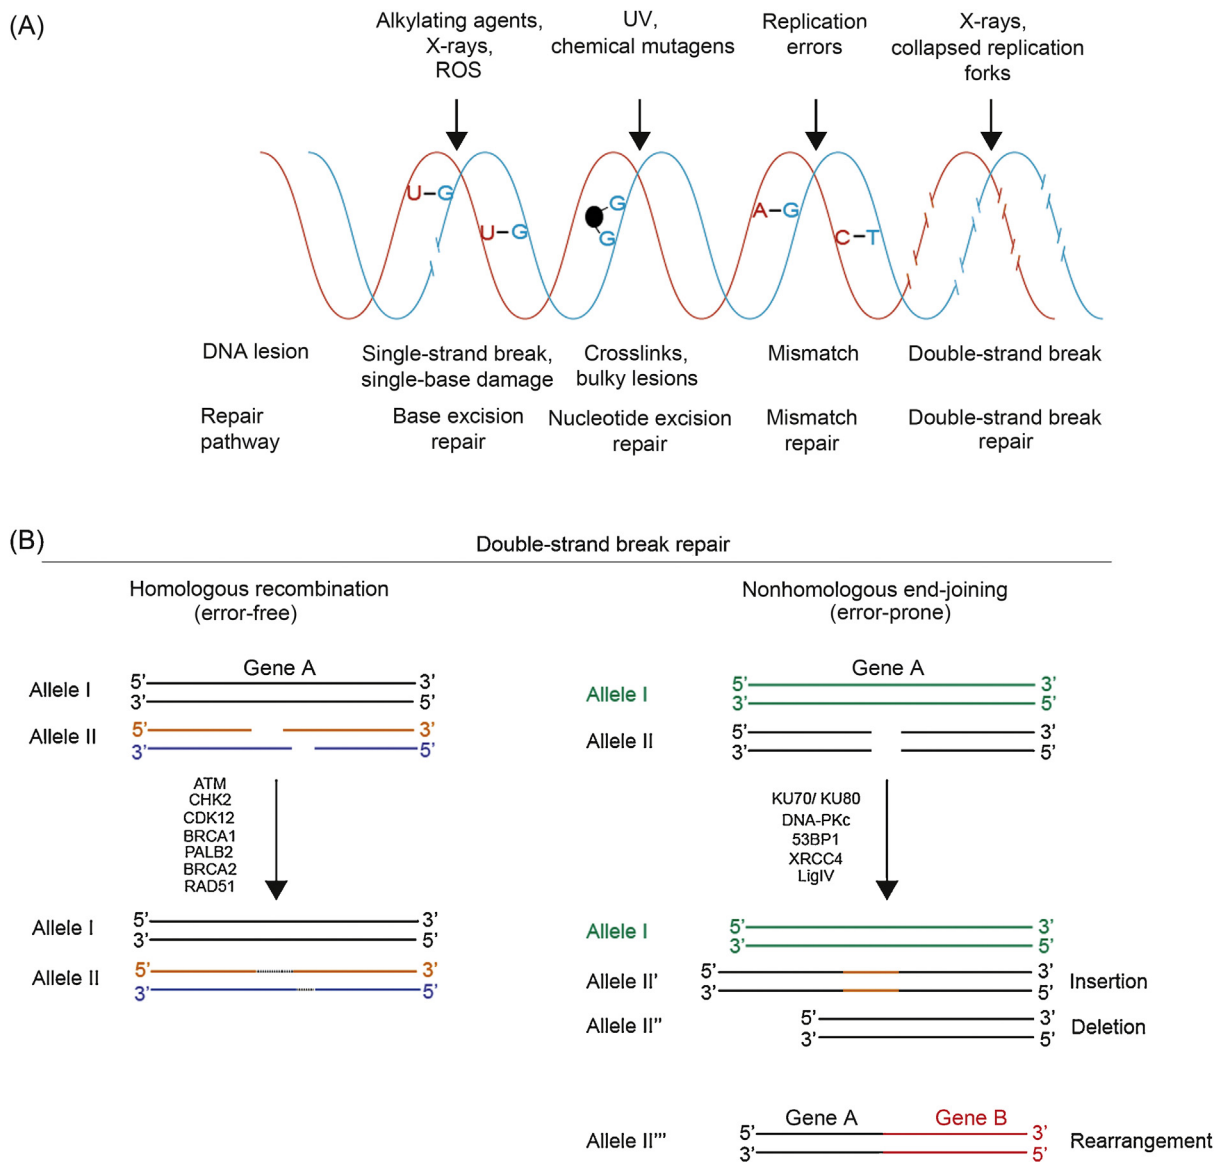 (A)
Alkylating agents,
X-rays,
ROS
UV,
chemical mutagens
Replication
errors
X-rays,
collapsed replication
forks
U–G
U–G
G
G
A–G
C–T
DNA lesion
Single-strand break,
single-base damage
Crosslinks,
bulky lesions
Mismatch
Double-strand break
Repair
pathway
Base excision
repair
Nucleotide excision
repair
Mismatch
repair
Double-strand break
repair
(B)
Double-strand break repair
Homologous recombination
(error-free)
Gene A
Allele I
5’ 3’
3’ 5’
Allele II
5’ 3’
3’ 5’
ATM
CHK2
CDK12
BRCA1
PALB2
BRCA2
RAD51
Allele I
5’ 3’
3’ 5’
Allele II
5’ 3’
3’ 5’
Nonhomologous end-joining
(error-prone)
Gene A
Allele I
5’ 3’
3’ 5’
Allele II
5’ 3’
3’ 5’
KU70/ KU80
DNA-PKc
53BP1
XRCC4
LigIV
Allele I
5’ 3’
3’ 5’
Allele II’
5’ 3’
3’ 5’
Insertion
Allele II’’
5’ 3’
3’ 5’
Deletion
Gene A Gene B
Allele II’’’
5’ 3’
3’ 5’
Rearrangement